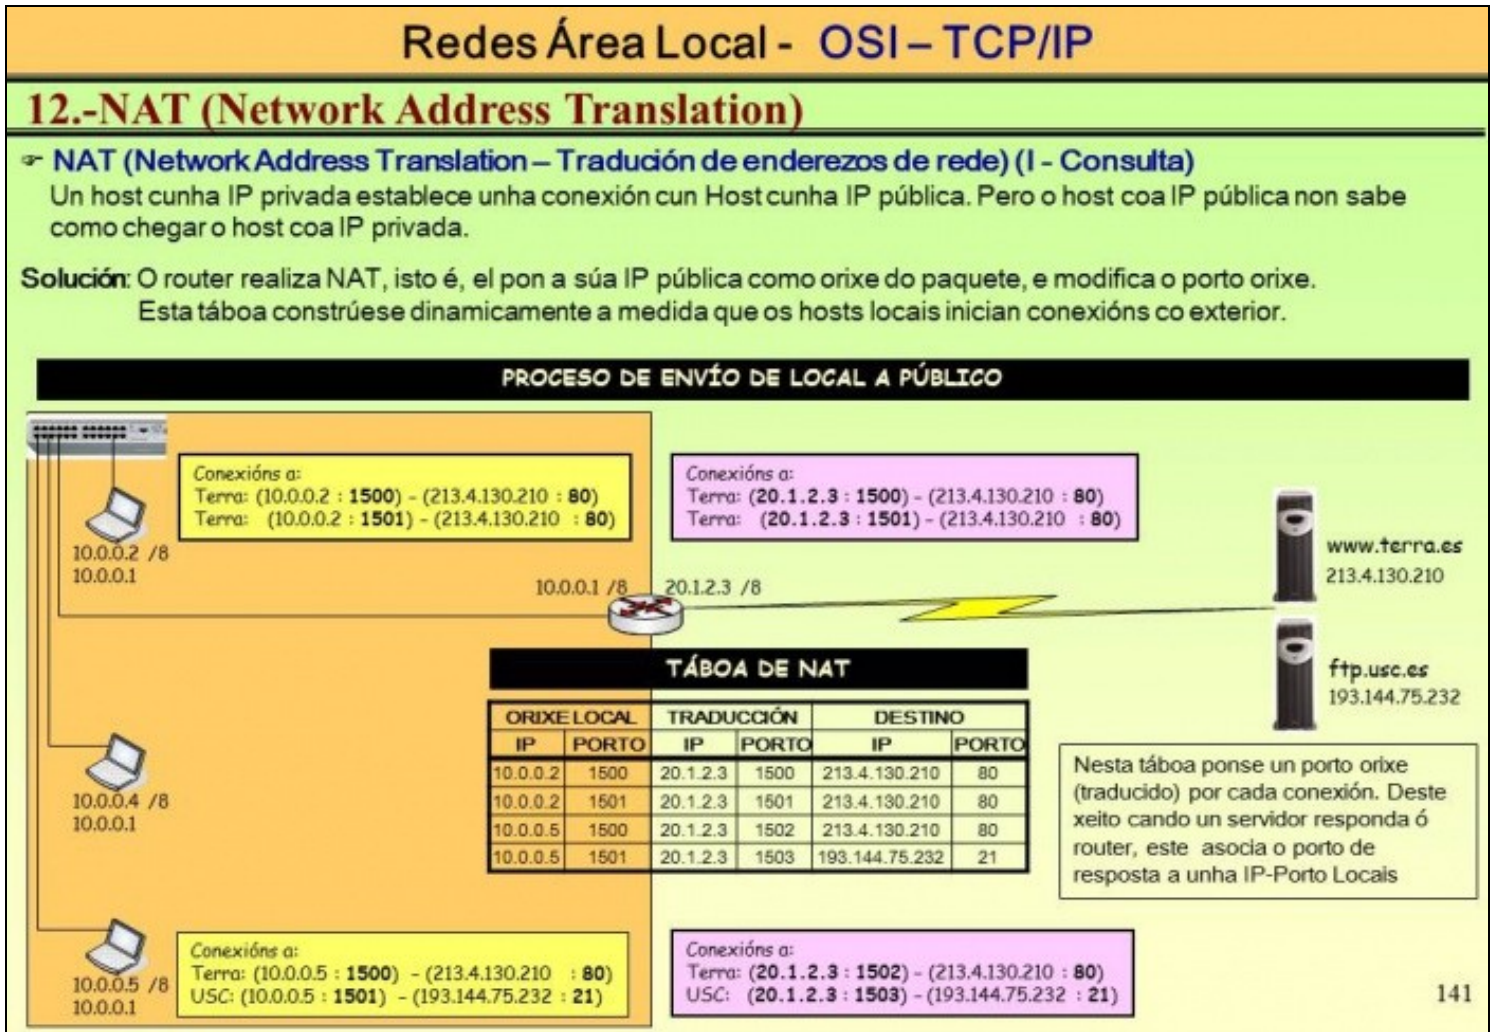 Redes Área Local - OSI – TCP/IP
12.-NAT (Network Address Translation)
☞ NAT (Network Address Translation – Tradución de enderezos de rede) (I - Consulta)
Un host cunha IP privada establece unha conexión cun Host cunha IP pública. Pero o host coa IP pública non sabe
como chegar o host coa IP privada.
Solución: O router realiza NAT, isto é, el pon a súa IP pública como orixe do paquete, e modifica o porto orixe.
Esta táboa constrúese dinamicamente a medida que os hosts locais inician conexións co exterior.
PROCESO DE ENVÍO DE LOCAL A PÚBLICO
Conexións a:
Terra: (10.0.0.2 : 1500) - (213.4.130.210 : 80)
Terra: (10.0.0.2 : 1501) - (213.4.130.210 : 80)
Conexións a:
Terra: (20.1.2.3 : 1500) - (213.4.130.210 : 80)
Terra: (20.1.2.3 : 1501) - (213.4.130.210 : 80)
10.0.0.2 /8
10.0.0.1
www.terra.es
213.4.130.210
10.0.0.1 /8 20.1.2.3 /8
TÁBOA DE NAT
ORIXE LOCAL TRADUCCIÓN DESTINO
IP PORTO IP PORTO IP PORTO
10.0.0.2 1500 20.1.2.3 1500 213.4.130.210 80
10.0.0.2 1501 20.1.2.3 1501 213.4.130.210 80
10.0.0.5 1500 20.1.2.3 1502 213.4.130.210 80
10.0.0.5 1501 20.1.2.3 1503 193.144.75.232 21
ftp.usc.es
193.144.75.232
10.0.0.4 /8
10.0.0.1
Nesta táboa ponse un porto orixe
(traducido) por cada conexión. Deste
xeito cando un servidor responda ó
router, este asocia o porto de
resposta a unha IP-Porto Locais
10.0.0.5 /8
10.0.0.1
Conexións a:
Terra: (10.0.0.5 : 1500) - (213.4.130.210 : 80)
USC: (10.0.0.5 : 1501) - (193.144.75.232 : 21)
Conexións a:
Terra: (20.1.2.3 : 1502) - (213.4.130.210 : 80)
USC: (20.1.2.3 : 1503) - (193.144.75.232 : 21)
141